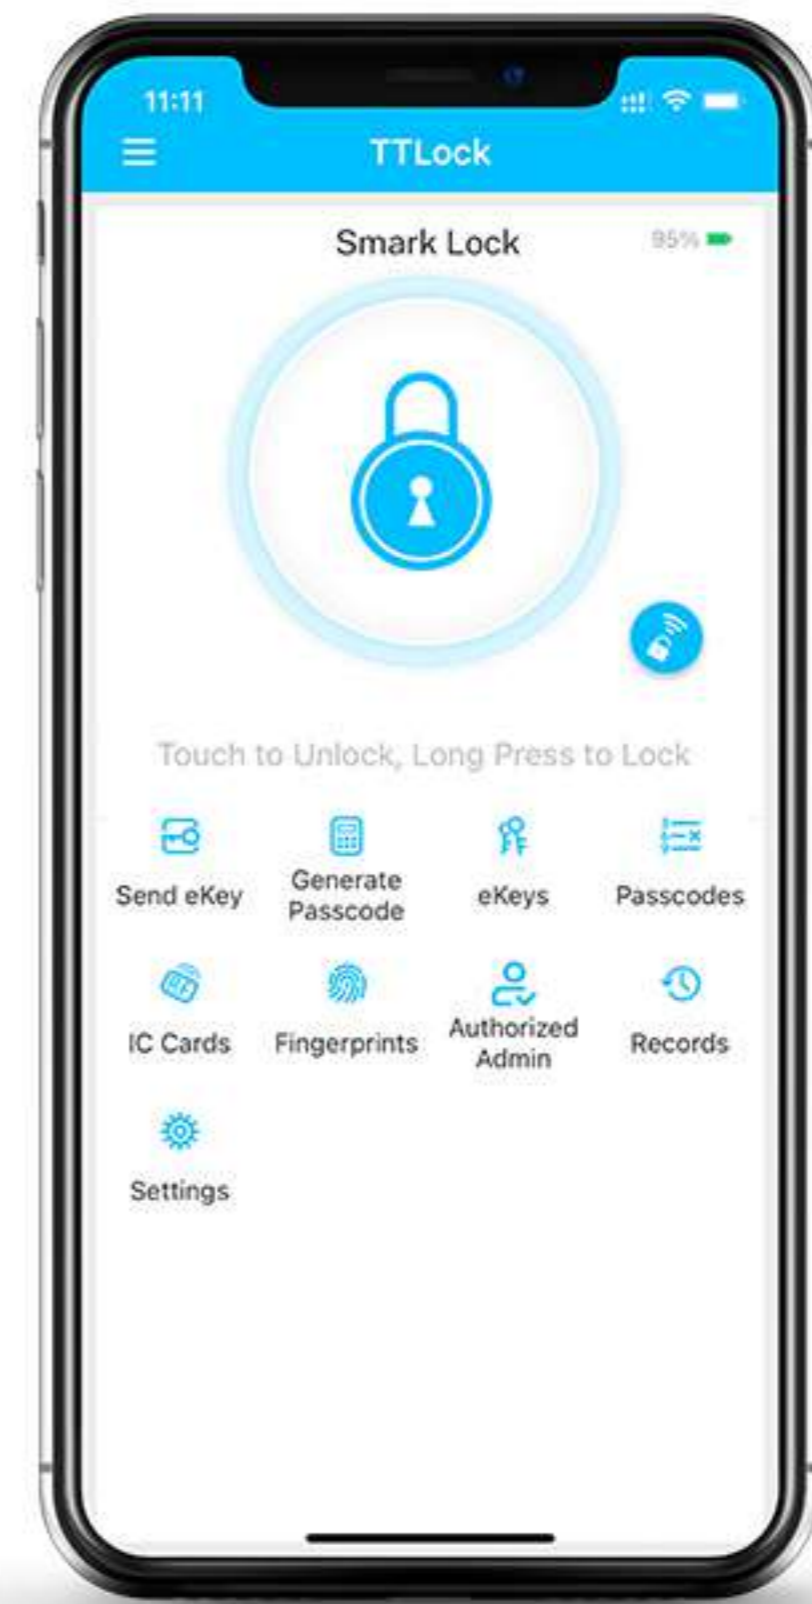 11:11
TTLock
Smark Lock
95%
Touch to Unlock, Long Press to Lock
Send eKey
Generate
Passcode
eKeys
Passcodes
IC Cards
Fingerprints
Authorized
Admin
Records
Settings